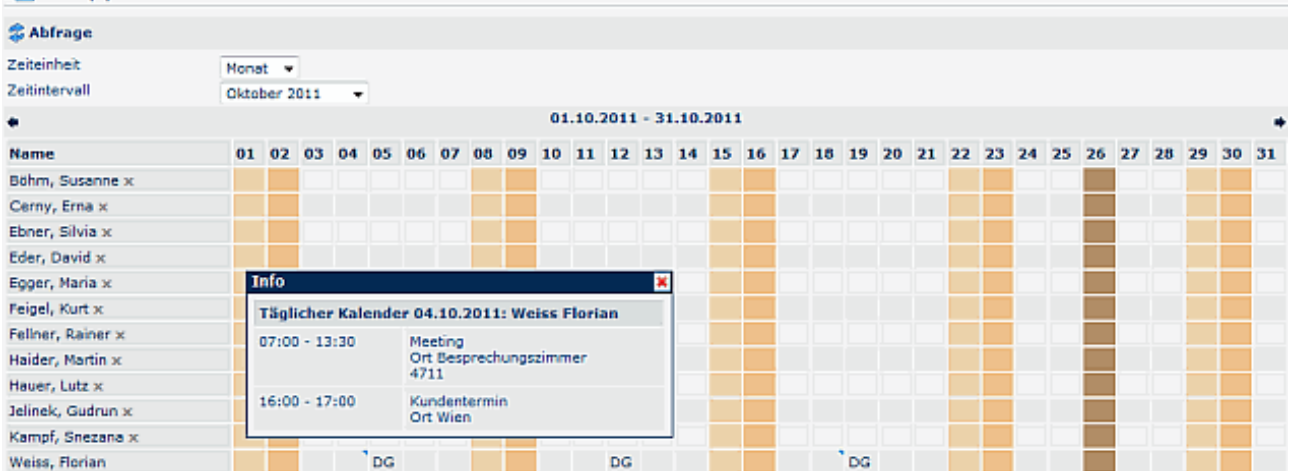 Abfrage
Zeiteinheit Monat
Zeitintervall Oktober 2011
01.10.2011 - 31.10.2011
Name 01 02 03 04 05 06 07 08 09 10 11 12 13 14 15 16 17 18 19 20 21 22 23 24 25 26 27 28 29 30 31
Böhm, Susanne x
Cerny, Erna x
Ebner, Silvia x
Eder, David x
Egger, Maria x
Feigel, Kurt x
Fellner, Rainer x
Haider, Martin x
Hauer, Lutz x
Jelinek, Gudrun x
Kampf, Snezana x
Weiss, Florian DG DG DG
Info
Täglicher Kalender 04.10.2011: Weiss Florian
07:00 - 13:30 Meeting
Ort Besprechungszimmer
4711
16:00 - 17:00 Kundentermin
Ort Wien